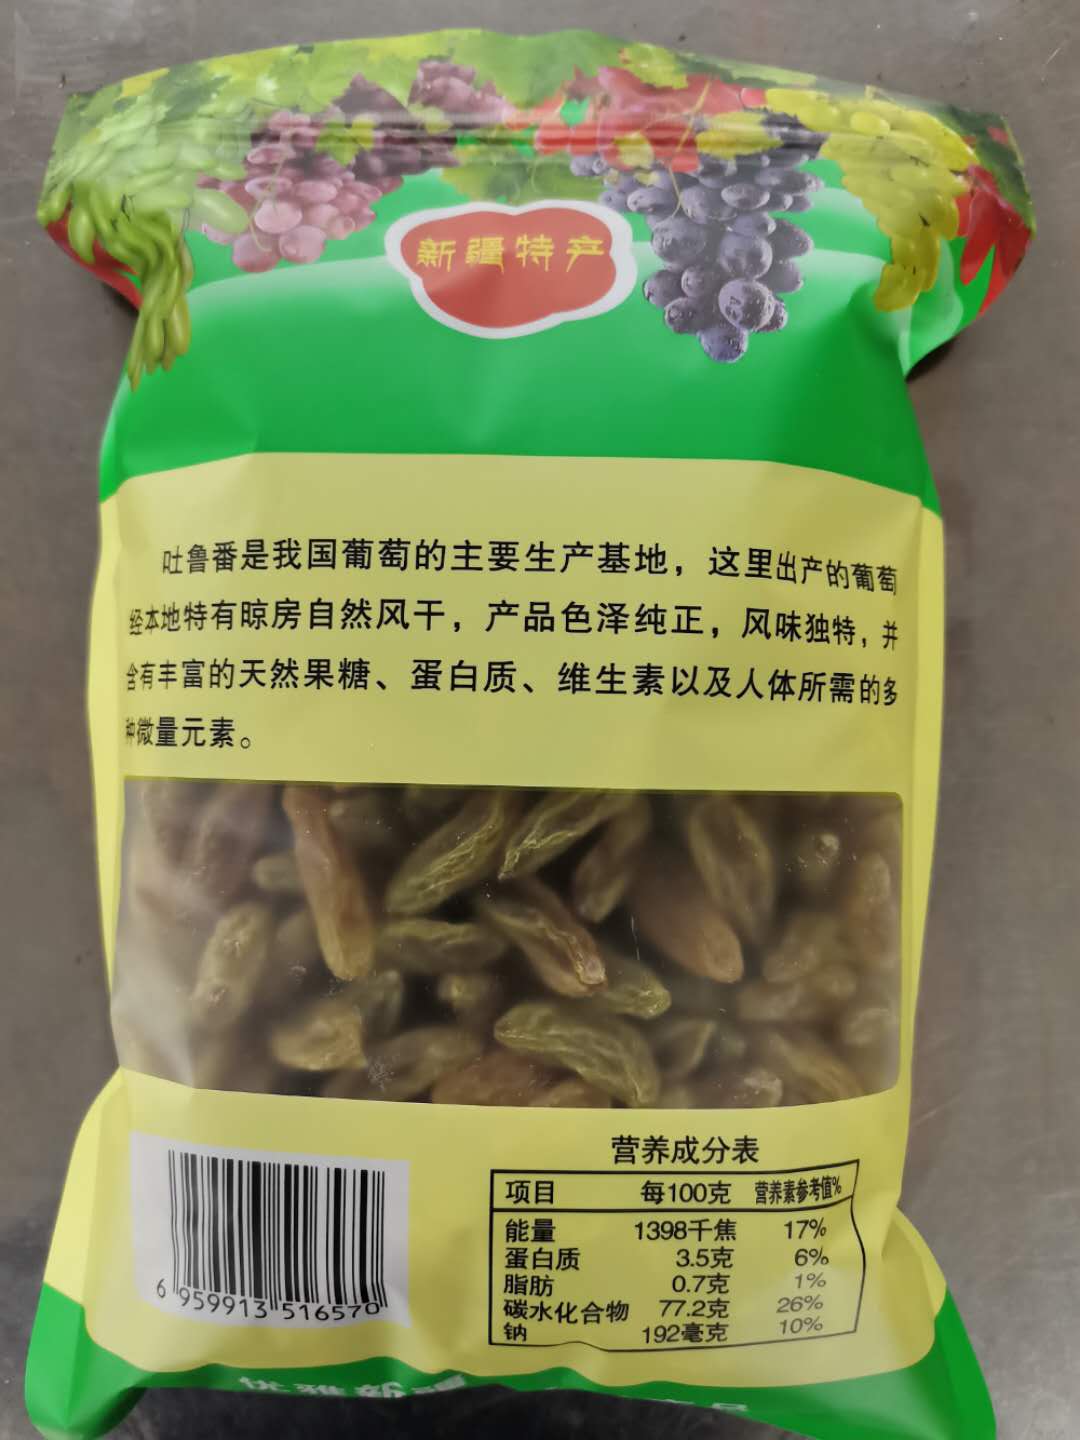 新疆特产
吐鲁番是我国葡萄的主要生产基地，这里出产的葡萄
经本地特有晾房自然风干，产品色泽纯正，风味独特，并
含有丰富的天然果糖、蛋白质、维生素以及人体所需的多
种微量元素。
营养成分表
项目 每100克 营养素参考值%
能量 1398千焦 17%
蛋白质 3.5克 6%
脂肪 0.7克 1%
碳水化合物 77.2克 26%
钠 192毫克 10%
6 959913 516570
优雅新疆